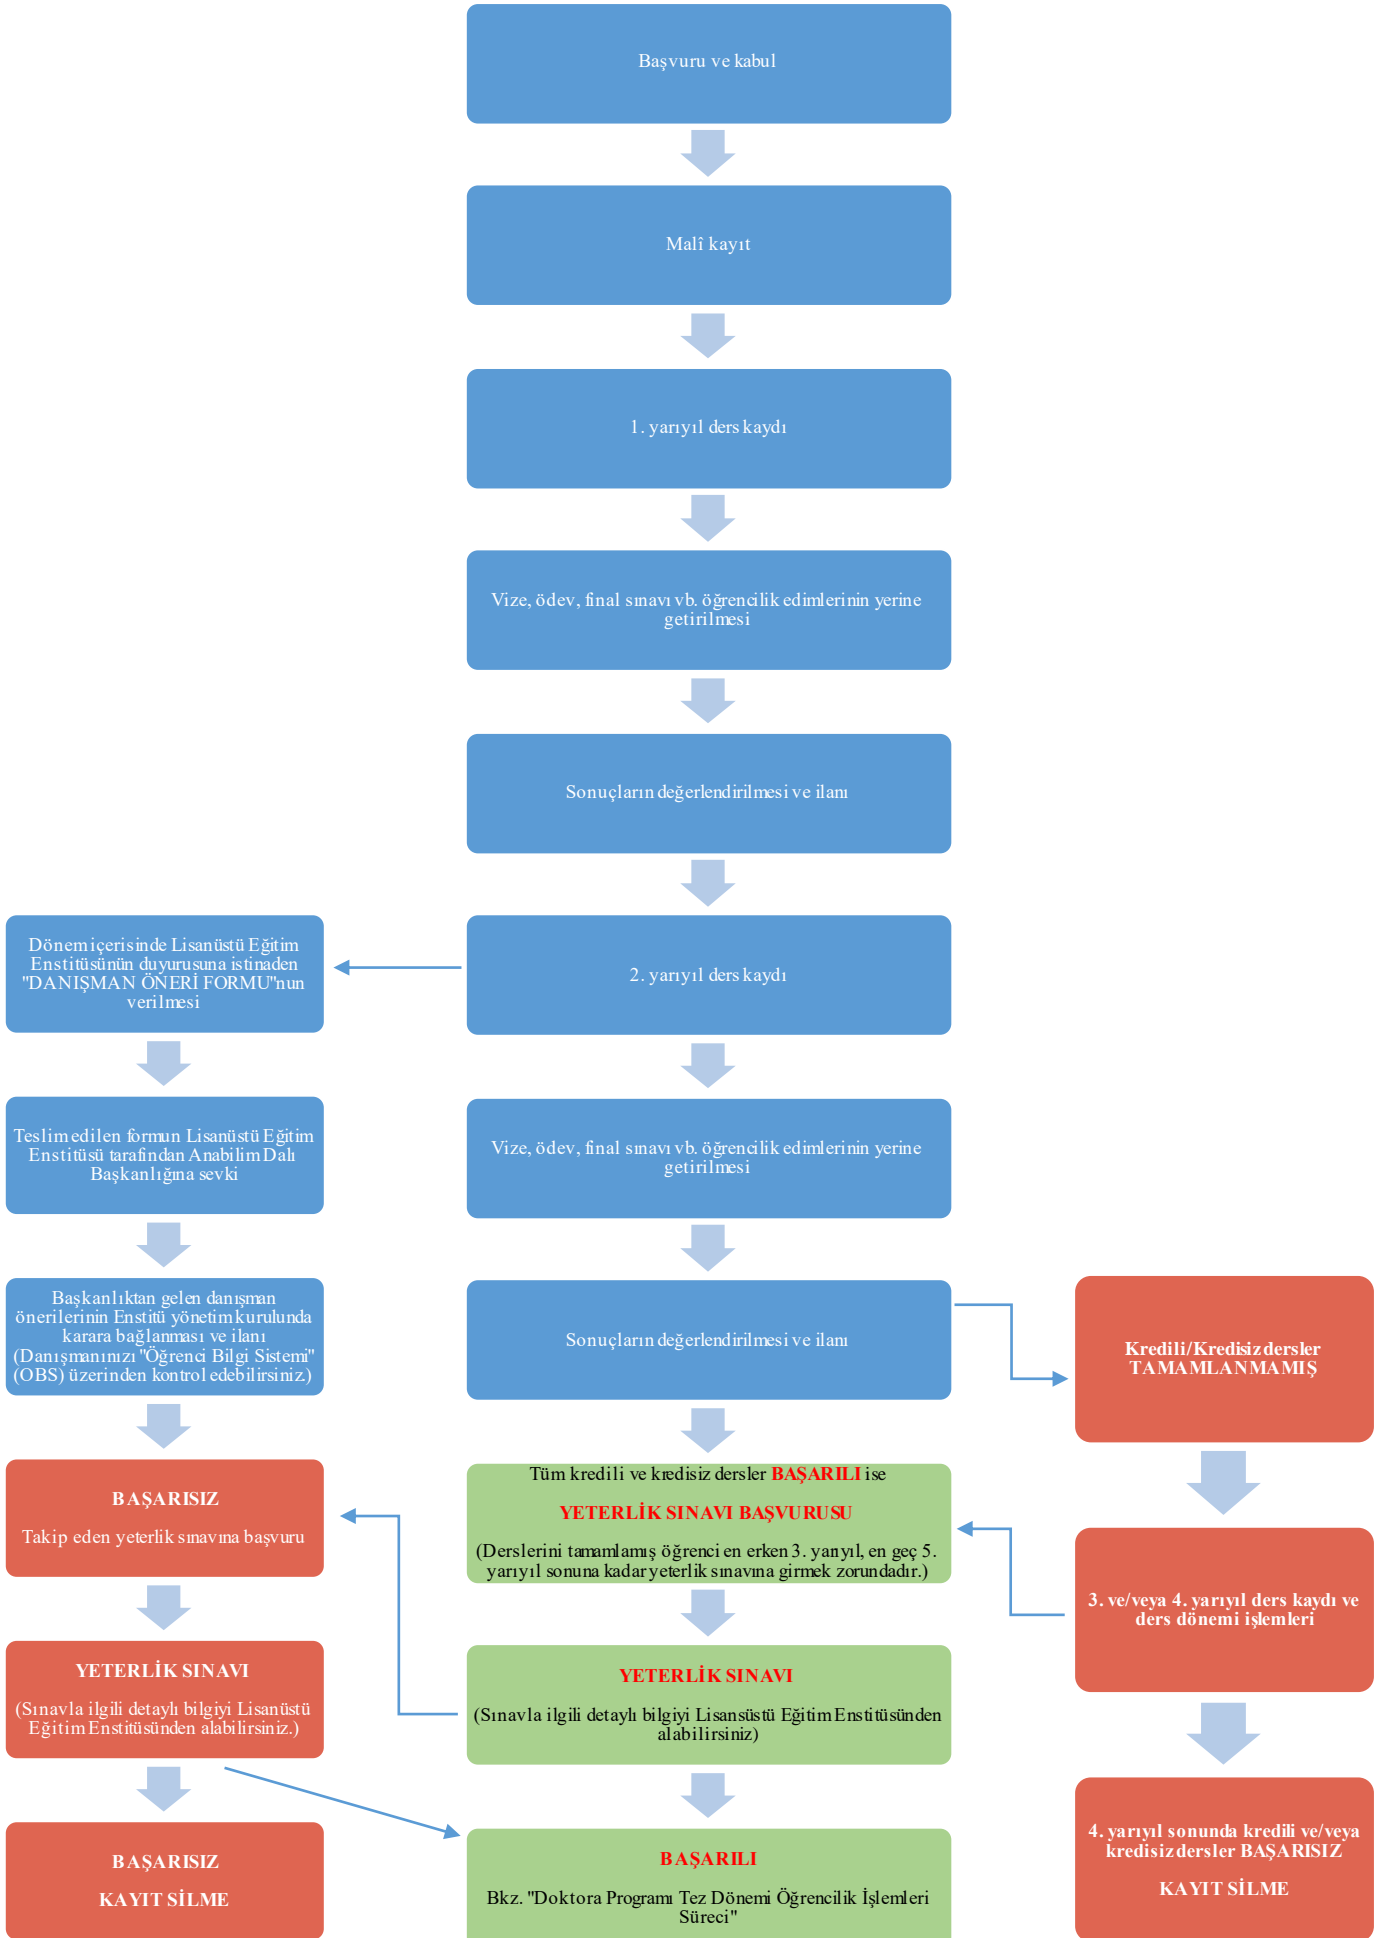 Başvuru ve kabul
Malî kayıt
1. yarıyıl ders kaydı
Vize, ödev, final sınavı vb. öğrencilik edimlerinin yerine
getirilmesi
Sonuçların değerlendirilmesi ve ilanı
2. yarıyıl ders kaydı
Dönem içerisinde Lisanüstü Eğitim
Enstitüsünün duyurusuna istinaden
"DANIŞMAN ÖNERİ FORMU"nun
verilmesi
Teslim edilen formun Lisanüstü Eğitim
Enstitüsü tarafından Anabilim Dalı
Başkanlığına sevki
Başkanlıktan gelen danışman
önerilerinin Enstitü yönetim kurulunda
karara bağlanması ve ilanı
(Danışmanınızı "Öğrenci Bilgi Sistemi"
(OBS) üzerinden kontrol edebilirsiniz.)
Vize, ödev, final sınavı vb. öğrencilik edimlerinin yerine
getirilmesi
Sonuçların değerlendirilmesi ve ilanı
Kredili/Kredisiz dersler
TAMAMLANMAMIŞ
Tüm kredili ve kredisiz dersler BAŞARILI ise
YETERLİK SINAVI BAŞVURUSU
(Derslerini tamamlamış öğrenci en erken 3. yarıyıl, en geç 5.
yarıyıl sonuna kadar yeterlik sınavına girmek zorundadır.)
BAŞARISIZ
Takip eden yeterlik sınavına başvuru
3. ve/veya 4. yarıyıl ders kaydı ve
ders dönemi işlemleri
YETERLİK SINAVI
(Sınavla ilgili detaylı bilgiyi Lisanüstü
Eğitim Enstitüsünden alabilirsiniz.)
YETERLİK SINAVI
(Sınavla ilgili detaylı bilgiyi Lisansüstü Eğitim Enstitüsünden
alabilirsiniz)
BAŞARISIZ
KAYIT SİLME
BAŞARILI
Bkz. "Doktora Programı Tez Dönemi Öğrencilik İşlemleri
Süreci"
4. yarıyıl sonunda kredili ve/veya
kredisiz dersler BAŞARISIZ
KAYIT SİLME